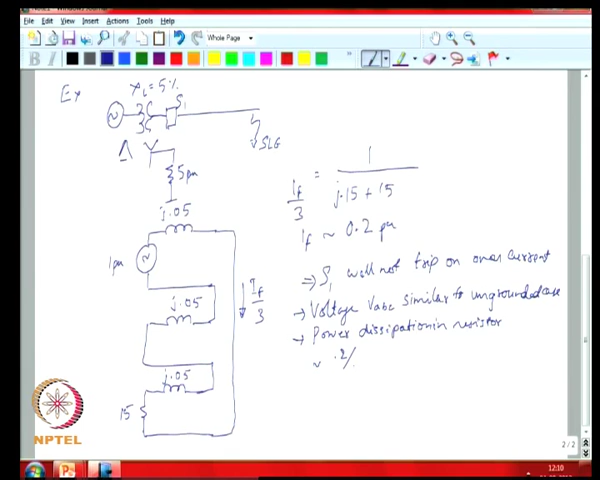 File Edit View Insert Actions Tools Help
Whole Page
Ex
x_L = 5%
S_1
SLG
5pu
j.05
1pu
I_f/3
j.05
j.05
15
I_f/3 = 1/(j.15 + 15)
I_f ~ 0.2 pu
⇒ S_1 will not trip on over current
→ Voltage Vabc similar to ungrounded case
→ Power dissipation in resistor
~ .2/
NPTEL
2 / 2
12:10